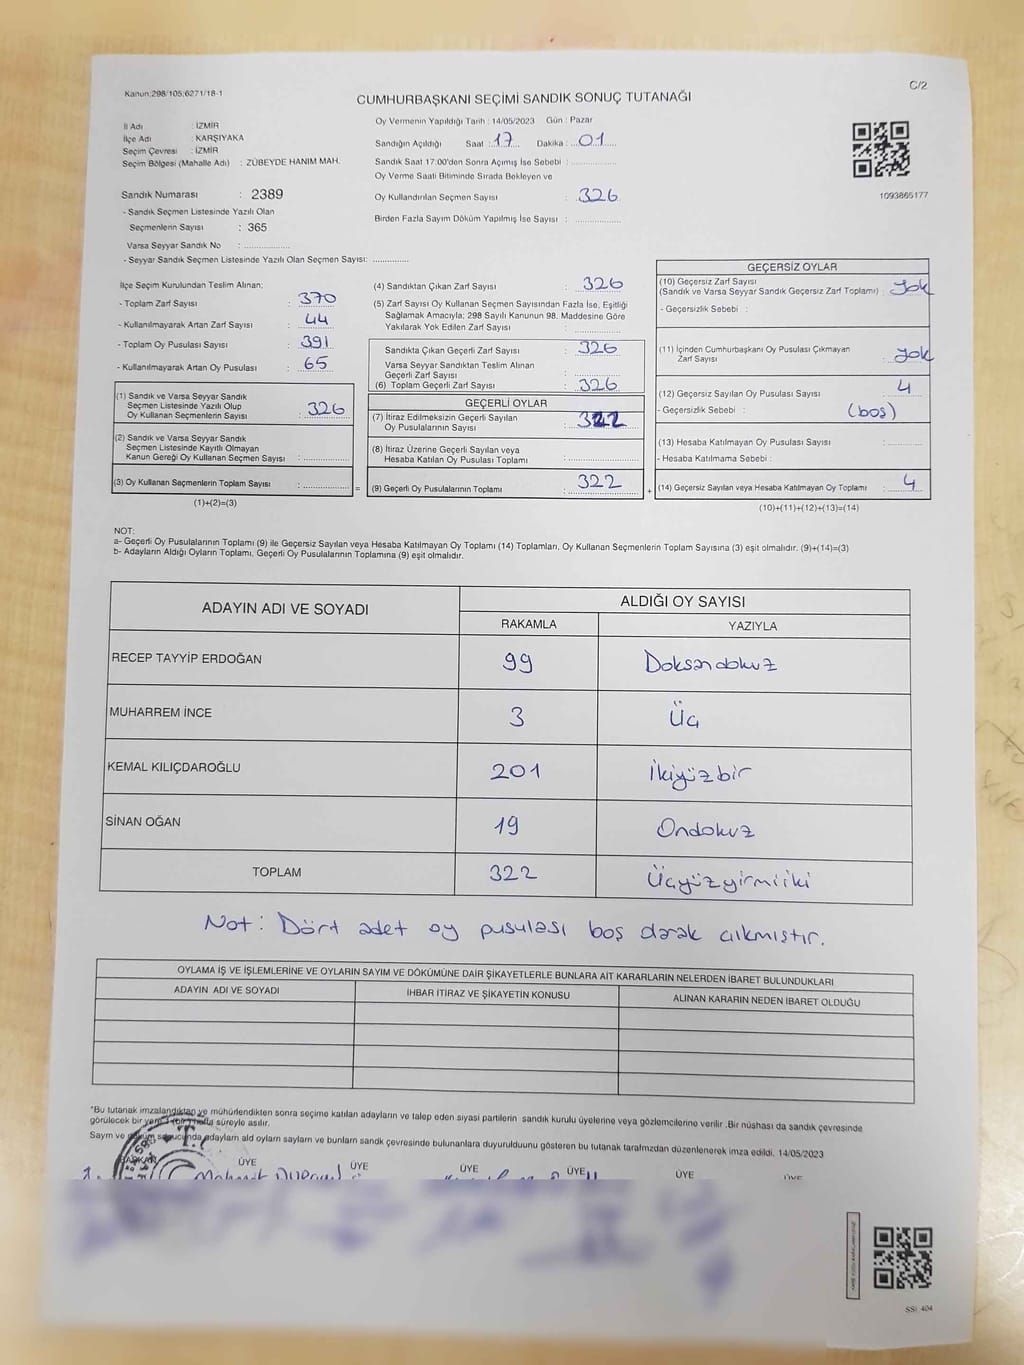 Kanun:298/105;6271/18-1
C/2
CUMHURBAŞKANI SEÇİMİ SANDIK SONUÇ TUTANAĞI
İl Adı : İZMİR
İlçe Adı : KARŞIYAKA
Seçim Çevresi : İZMİR
Seçim Bölgesi (Mahalle Adı) : ZÜBEYDE HANIM MAH.
Sandık Numarası : 2389
- Sandık Seçmen Listesinde Yazılı Olan
Seçmenlerin Sayısı : 365
Varsa Seyyar Sandık No : ................
- Seyyar Sandık Seçmen Listesinde Yazılı Olan Seçmen Sayısı: .............
Oy Vermenin Yapıldığı Tarih : 14/05/2023 Gün : Pazar
Sandığın Açıldığı Saat : 17 Dakika : 01
Sandık Saat 17:00'den Sonra Açımış İse Sebebi : ................
Oy Verme Saati Bitiminde Sırada Bekleyen ve
Oy Kullandırılan Seçmen Sayısı : 326
Birden Fazla Sayım Döküm Yapılmış İse Sayısı : ................
1093865177
İlçe Seçim Kurulundan Teslim Alınan;
- Toplam Zarf Sayısı : 370
- Kullanılmayarak Artan Zarf Sayısı : 44
- Toplam Oy Pusulası Sayısı : 391
- Kullanılmayarak Artan Oy Pusulası : 65
(1) Sandık ve Varsa Seyyar Sandık
Seçmen Listesinde Yazılı Olup
Oy Kullanan Seçmenlerin Sayısı : 326
(2) Sandık ve Varsa Seyyar Sandık
Seçmen Listesinde Kayıtlı Olmayan
Kanun Gereği Oy Kullanan Seçmen Sayısı : ................
(3) Oy Kullanan Seçmenlerin Toplam Sayısı : ................ =
(1)+(2)=(3)
(4) Sandıktan Çıkan Zarf Sayısı : 326
(5) Zarf Sayısı Oy Kullanan Seçmen Sayısından Fazla İse, Eşitliği
Sağlamak Amacıyla; 298 Sayılı Kanunun 98. Maddesine Göre
Yakılarak Yok Edilen Zarf Sayısı : ................
Sandıkta Çıkan Geçerli Zarf Sayısı : 326
Varsa Seyyar Sandıktan Teslim Alınan
Geçerli Zarf Sayısı : ................
(6) Toplam Geçerli Zarf Sayısı : 326
GEÇERLİ OYLAR
(7) İtiraz Edilmeksizin Geçerli Sayılan
Oy Pusulalarının Sayısı : 322
(8) İtiraz Üzerine Geçerli Sayılan veya
Hesaba Katılan Oy Pusulası Toplamı : ................
(9) Geçerli Oy Pusulalarının Toplamı : 322 +
GEÇERSİZ OYLAR
(10) Geçersiz Zarf Sayısı
(Sandık ve Varsa Seyyar Sandık Geçersiz Zarf Toplamı) : Yok
- Geçersizlik Sebebi :
(11) İçinden Cumhurbaşkanı Oy Pusulası Çıkmayan
Zarf Sayısı : Yok
(12) Geçersiz Sayılan Oy Pusulası Sayısı : 4
- Geçersizlik Sebebi : (boş)
(13) Hesaba Katılmayan Oy Pusulası Sayısı : ................
- Hesaba Katılmama Sebebi :
(14) Geçersiz Sayılan veya Hesaba Katılmayan Oy Toplamı : 4
(10)+(11)+(12)+(13)=(14)
NOT:
a- Geçerli Oy Pusulalarının Toplamı (9) ile Geçersiz Sayılan veya Hesaba Katılmayan Oy Toplamı (14) Toplamları, Oy Kullanan Seçmenlerin Toplam Sayısına (3) eşit olmalıdır. (9)+(14)=(3)
b- Adayların Aldığı Oyların Toplamı, Geçerli Oy Pusulalarının Toplamına (9) eşit olmalıdır.
ADAYIN ADI VE SOYADI ALDIĞI OY SAYISI
RAKAMLA YAZIYLA
RECEP TAYYİP ERDOĞAN 99 Doksandokuz
MUHARREM İNCE 3 Üç
KEMAL KILIÇDAROĞLU 201 İkiyüzbir
SİNAN OĞAN 19 Ondokuz
TOPLAM 322 Üçyüzyirmiiki
Not: Dört adet oy pusulası boş olarak çıkmıştır.
OYLAMA İŞ VE İŞLEMLERİNE VE OYLARIN SAYIM VE DÖKÜMÜNE DAİR ŞİKAYETLERLE BUNLARA AİT KARARLARIN NELERDEN İBARET BULUNDUKLARI
ADAYIN ADI VE SOYADI İHBAR İTİRAZ VE ŞİKAYETİN KONUSU ALINAN KARARIN NEDEN İBARET OLDUĞU
*Bu tutanak imzalandıktan ve mühürlendikten sonra seçime katılan adayların ve talep eden siyasi partilerin sandık kurulu üyelerine veya gözlemcilerine verilir .Bir nüshası da sandık çevresinde
görülecek bir yere 1 (bir) hafta süreyle asılır.
Sayım ve döküm sonucunda adayların ald oyların sayların ve bunların sandık çevresinde bulunanlara duyurulduunu gösteren bu tutanak tarafmzdan düzenlenerek imza edildi. 14/05/2023
BAŞKAN ÜYE ÜYE ÜYE ÜYE ÜYE ÜYE
T.C
SSİ_404